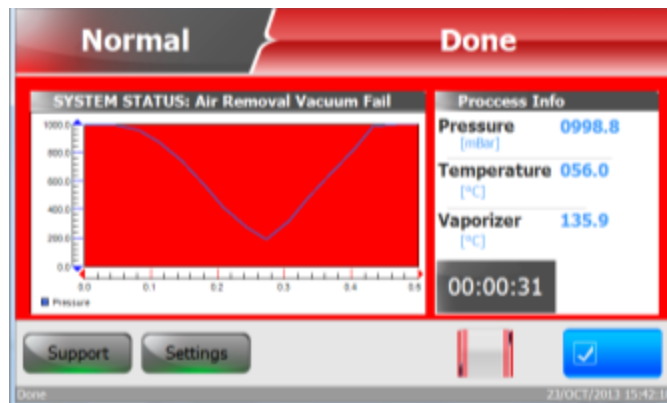 Normal
Done
SYSTEM STATUS: Air Removal Vacuum Fail
1000.0
800.0
600.0
400.0
200.0
0.0
0.0 0.1 0.2 0.3 0.4 0.5
Pressure
Proccess Info
Pressure 0998.8
[mBar]
Temperature 056.0
[°C]
Vaporizer 135.9
[°C]
00:00:31
Support
Settings
Done
23/OCT/2013 15:42:1